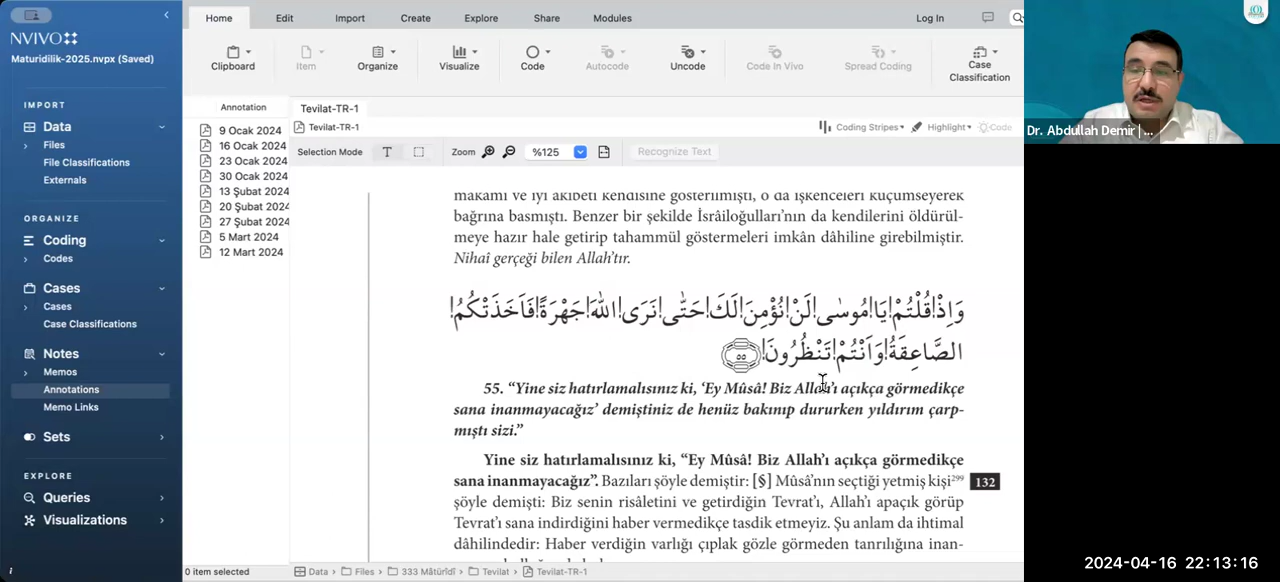 NVIVO
Maturidilik-2025.nvpx (Saved)
IMPORT
Data
Files
File Classifications
Externals
ORGANIZE
Coding
Codes
Cases
Cases
Case Classifications
Notes
Memos
Annotations
Memo Links
Sets
EXPLORE
Queries
Visualizations
Home Edit Import Create Explore Share Modules Log In
Clipboard Item Organize Visualize Code Autocode Uncode Code In Vivo Spread Coding Case Classification
Annotation
9 Ocak 2024
16 Ocak 2024
23 Ocak 2024
30 Ocak 2024
13 Şubat 2024
20 Şubat 2024
27 Şubat 2024
5 Mart 2024
12 Mart 2024
Tevilat-TR-1
Tevilat-TR-1 Coding Stripes Highlight Code
Selection Mode T Zoom %125 Recognize Text
makamı ve iyi akıbeti kendisine gösterilmişti, o da işkenceleri küçümseyerek
bağrına basmıştı. Benzer bir şekilde İsrâiloğulları’nın da kendilerini öldürül-
meye hazır hale getirip tahammül göstermeleri imkân dâhiline girebilmiştir.
Nihaî gerçeği bilen Allah’tır.
وَاِذْ قُلْتُمْ يَا مُوسٰى لَنْ نُؤْمِنَ لَكَ حَتّٰى نَرَى اللّٰهَ جَهْرَةً فَاَخَذَتْكُمُ
الصَّاعِقَةُ وَاَنْتُمْ تَنْظُرُونَ ٥٥
55. “Yine siz hatırlamalısınız ki, ‘Ey Mûsâ! Biz Allah’ı açıkça görmedikçe
sana inanmayacağız’ demiştiniz de henüz bakınıp dururken yıldırım çarp-
mıştı sizi.”
Yine siz hatırlamalısınız ki, “Ey Mûsâ! Biz Allah’ı açıkça görmedikçe
sana inanmayacağız”. Bazıları şöyle demiştir: [§] Mûsâ’nın seçtiği yetmiş kişi299 132
şöyle demişti: Biz senin risâletini ve getirdiğin Tevrat’ı, Allah’ı apaçık görüp
Tevrat’ı sana indirdiğini haber vermedikçe tasdik etmeyiz. Şu anlam da ihtimal
dâhilindedir: Haber verdiğin varlığı çıplak gözle görmeden tanrılığına inan-
0 item selected Data Files 333 Mâtürîdî Tevilat Tevilat-TR-1
Dr. Abdullah Demir | ...
2024-04-16 22:13:16